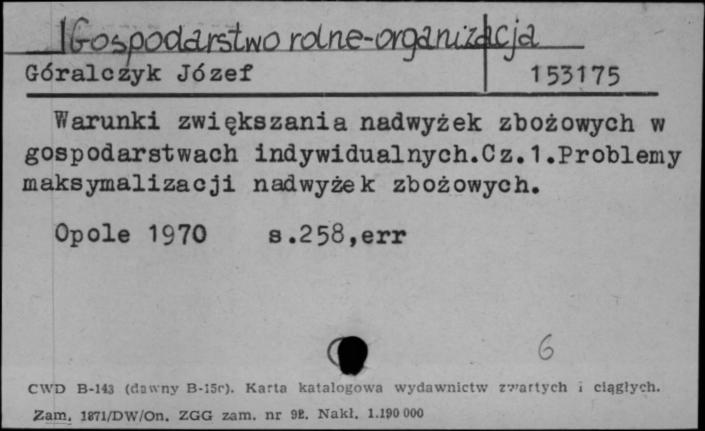 Gospodarstwo rolne-organizacja
Góralczyk Józef 153175
Warunki zwiększania nadwyżek zbożowych w
gospodarstwach indywidualnych.Cz.1.Problemy
maksymalizacji nadwyżek zbożowych.
Opole 1970 s.258,err
6
CWD B-143 (dawny B-15c). Karta katalogowa wydawnictw zwartych i ciągłych.
Zam. 1871/DW/On. ZGG zam. nr 98. Nakł. 1.190 000